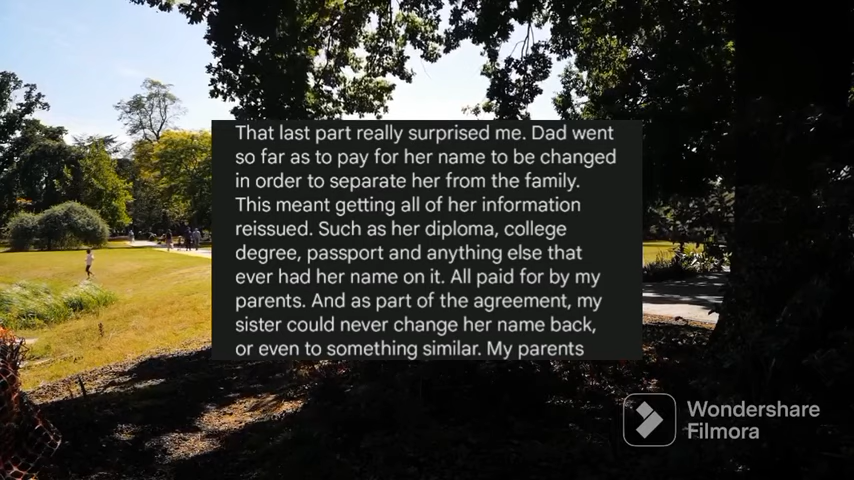 That last part really surprised me. Dad went
so far as to pay for her name to be changed
in order to separate her from the family.
This meant getting all of her information
reissued. Such as her diploma, college
degree, passport and anything else that
ever had her name on it. All paid for by my
parents. And as part of the agreement, my
sister could never change her name back,
or even to something similar. My parents
Wondershare
Filmora